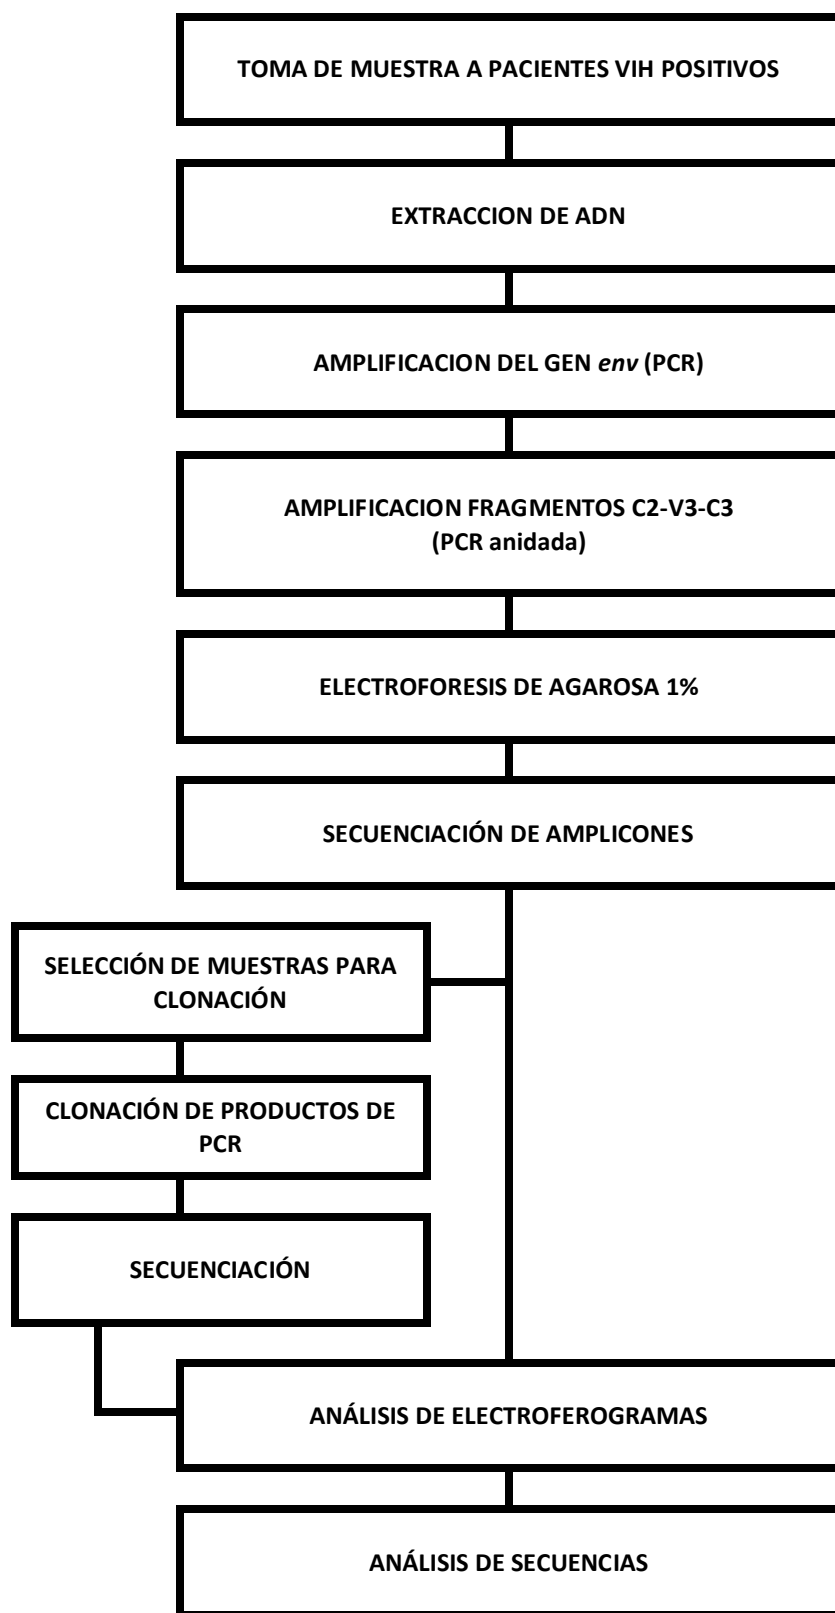 TOMA DE MUESTRA A PACIENTES VIH POSITIVOS
EXTRACCION DE ADN
AMPLIFICACION DEL GEN env (PCR)
AMPLIFICACION FRAGMENTOS C2-V3-C3
(PCR anidada)
ELECTROFORESIS DE AGAROSA 1%
SECUENCIACIÓN DE AMPLICONES
SELECCIÓN DE MUESTRAS PARA
CLONACIÓN
CLONACIÓN DE PRODUCTOS DE
PCR
SECUENCIACIÓN
ANÁLISIS DE ELECTROFEROGRAMAS
ANÁLISIS DE SECUENCIAS